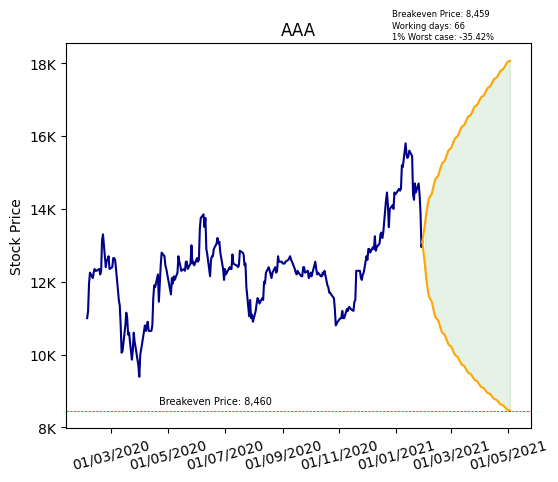 Breakeven Price: 8,459
Working days: 66
1% Worst case: -35.42%
AAA
Stock Price
18K
16K
14K
12K
10K
8K
Breakeven Price: 8,460
01/03/2020
01/05/2020
01/07/2020
01/09/2020
01/11/2020
01/01/2021
01/03/2021
01/05/2021